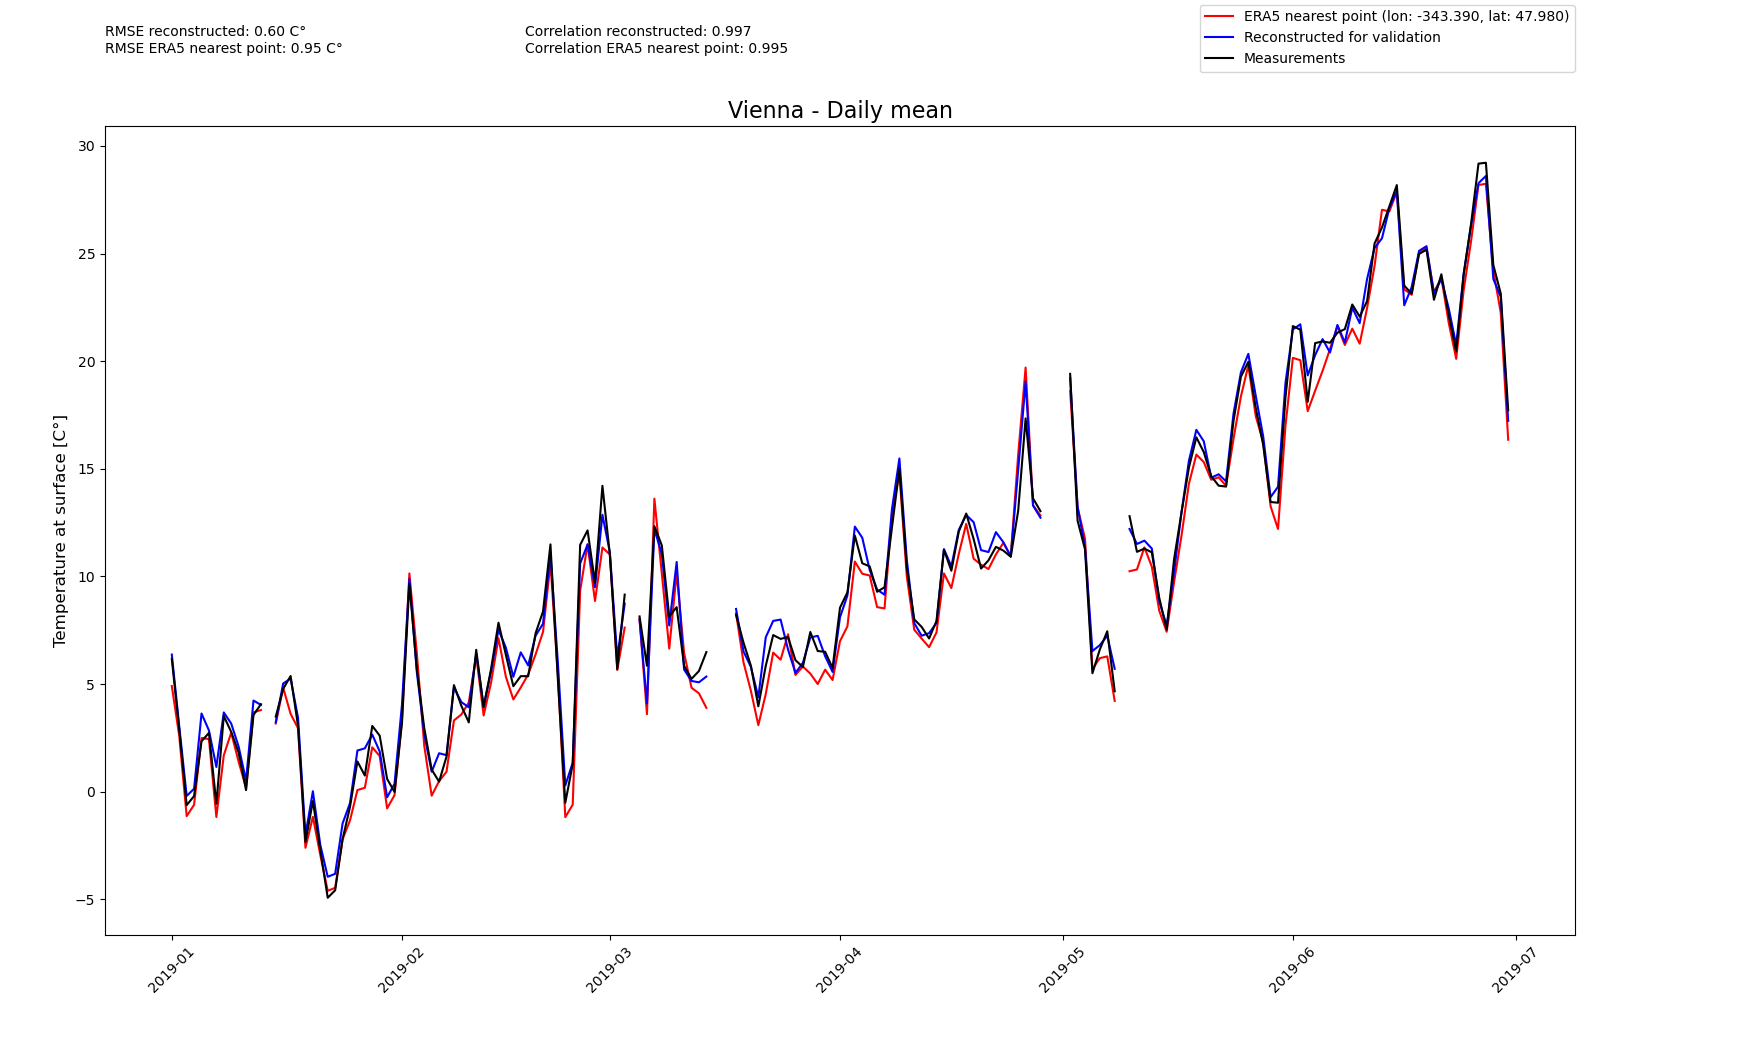 RMSE reconstructed: 0.60 C°
RMSE ERA5 nearest point: 0.95 C°
Correlation reconstructed: 0.997
Correlation ERA5 nearest point: 0.995
ERA5 nearest point (lon: -343.390, lat: 47.980)
Reconstructed for validation
Measurements
Vienna - Daily mean
Temperature at surface [C°]
30
25
20
15
10
5
0
−5
2019-01
2019-02
2019-03
2019-04
2019-05
2019-06
2019-07